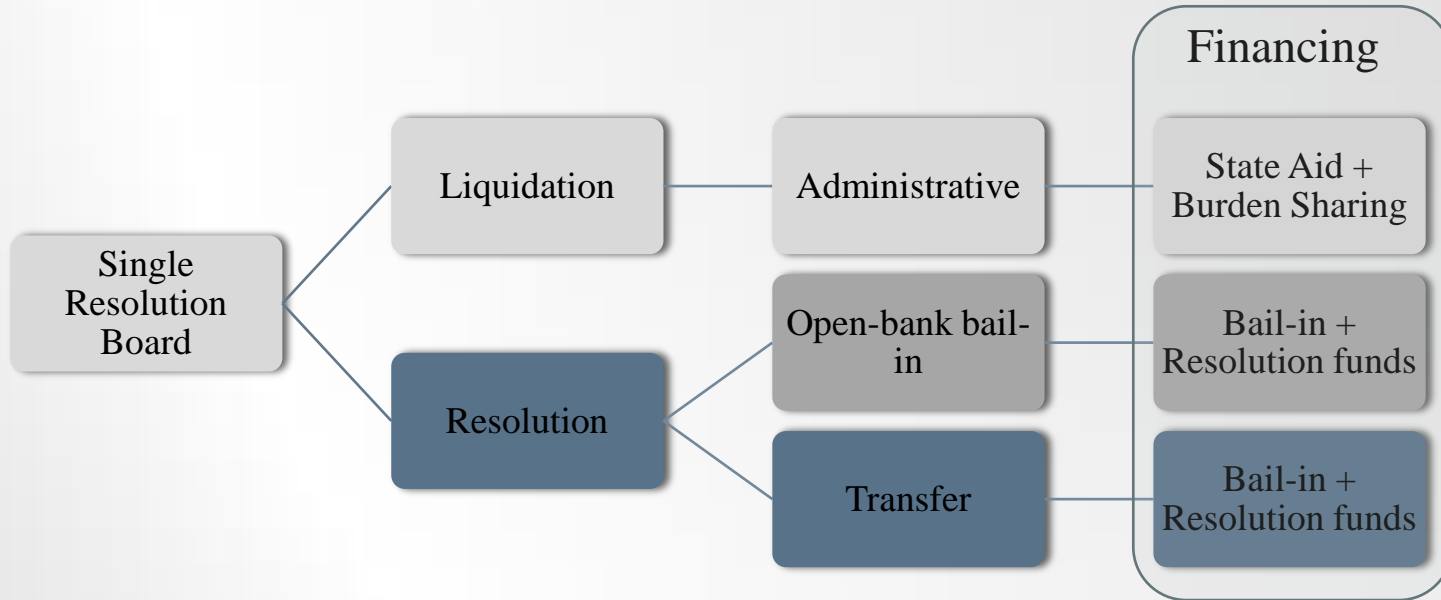 Financing
Single
Resolution
Board
Liquidation
Administrative
State Aid +
Burden Sharing
Resolution
Open-bank bail-
in
Bail-in +
Resolution funds
Transfer
Bail-in +
Resolution funds